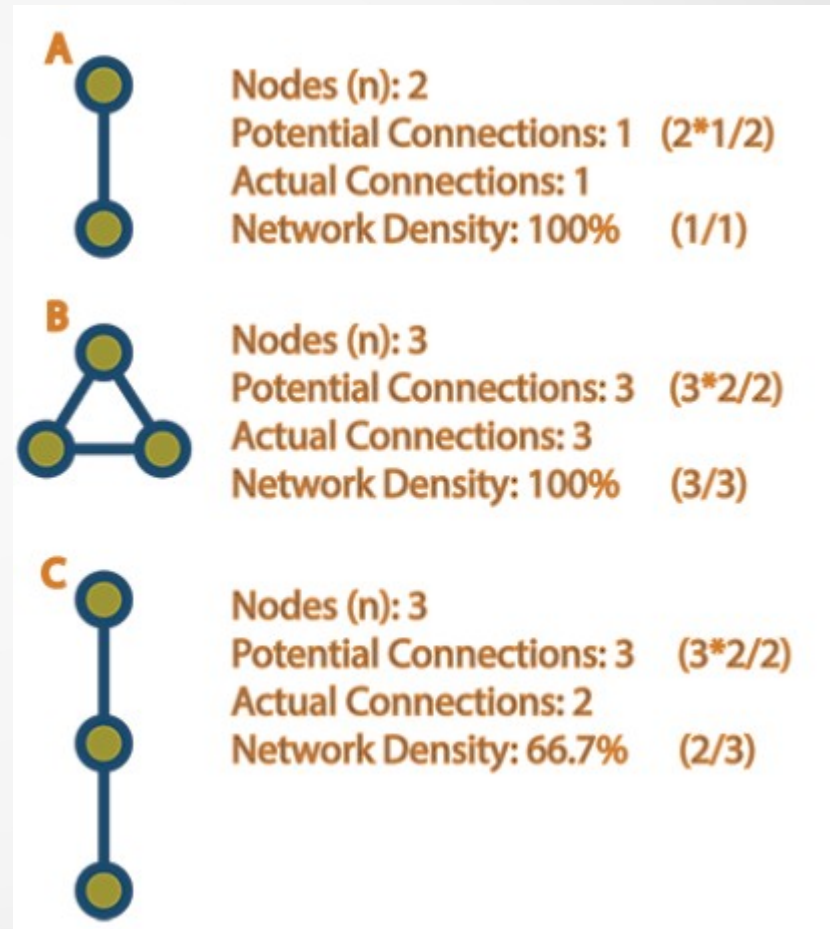 A
Nodes (n): 2
Potential Connections: 1 (2*1/2)
Actual Connections: 1
Network Density: 100% (1/1)
B
Nodes (n): 3
Potential Connections: 3 (3*2/2)
Actual Connections: 3
Network Density: 100% (3/3)
C
Nodes (n): 3
Potential Connections: 3 (3*2/2)
Actual Connections: 2
Network Density: 66.7% (2/3)